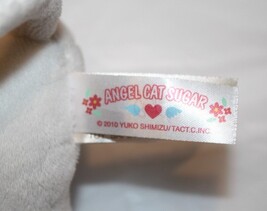 ANGEL CAT SUGAR
© 2010 YUKO SHIMIZU/TACT.C.INC.